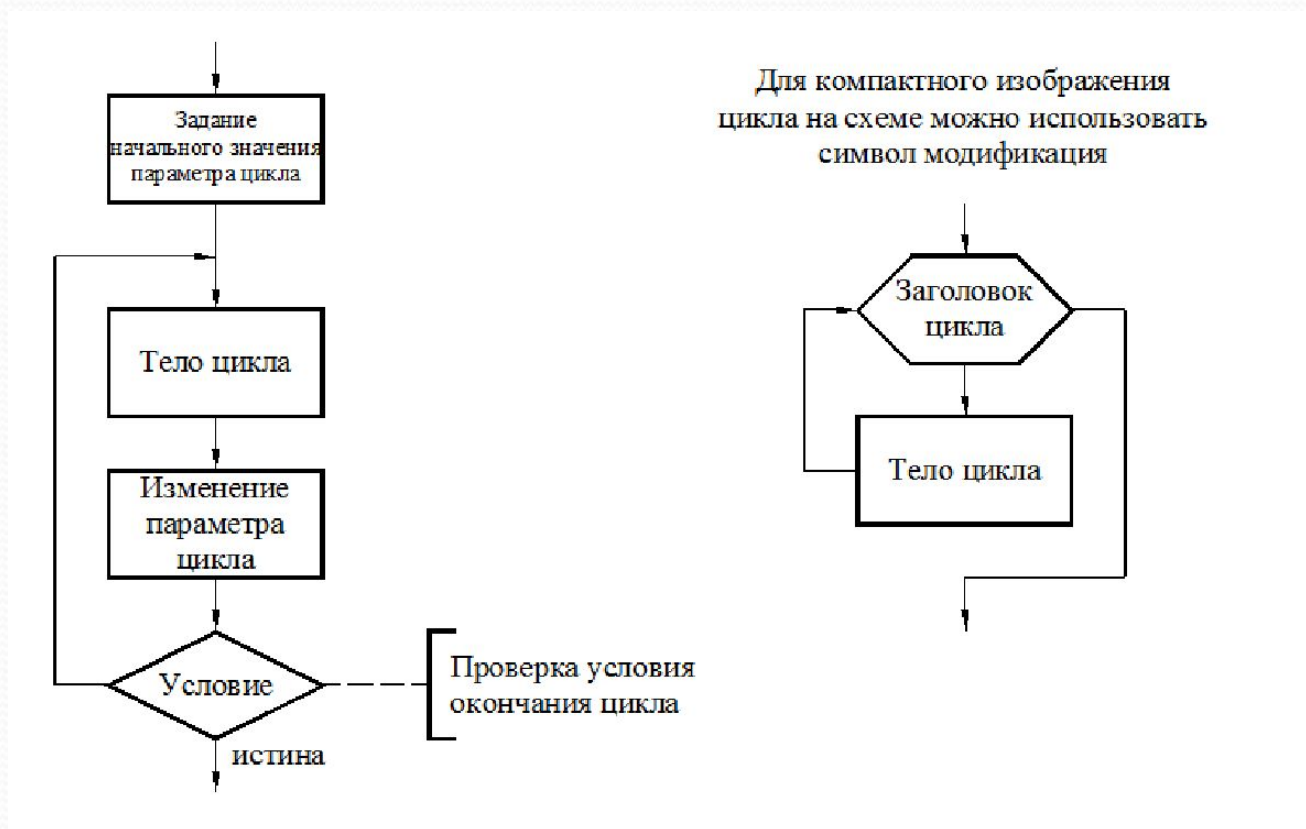 Задание
начального значения
параметра цикла
Тело цикла
Изменение
параметра
цикла
Условие
истина
Проверка условия
окончания цикла
Для компактного изображения
цикла на схеме можно использовать
символ модификация
Заголовок
цикла
Тело цикла